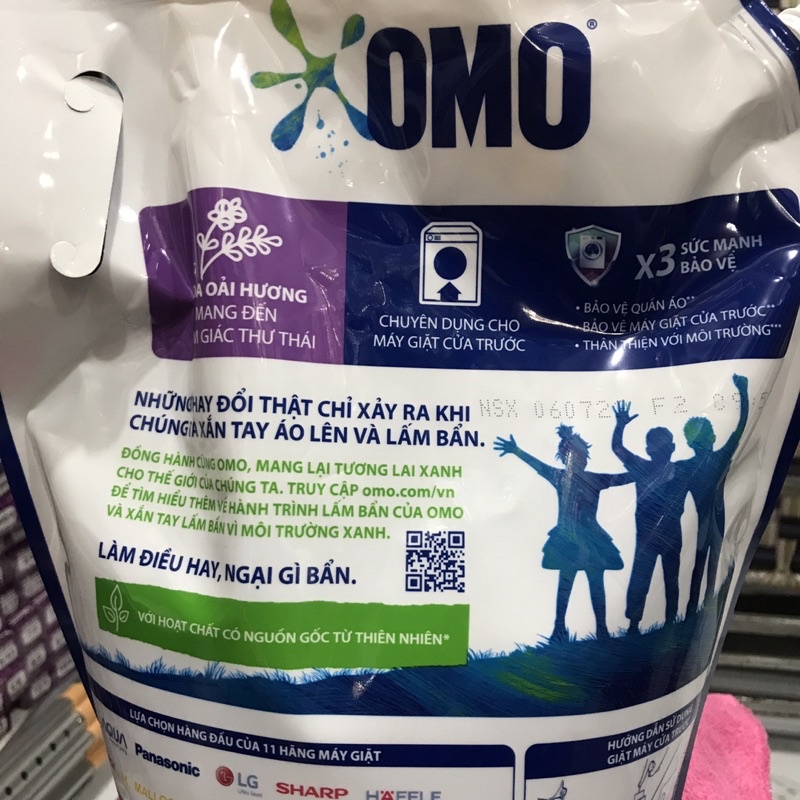 OMO
OẢI HƯƠNG
MANG ĐẾN
GIÁC THƯ THÁI
CHUYÊN DỤNG CHO
MÁY GIẶT CỬA TRƯỚC
X3 SỨC MẠNH
BẢO VỆ
• BẢO VỆ QUẦN ÁO**
• BẢO VỆ MÁY GIẶT CỬA TRƯỚC**
• THÂN THIỆN VỚI MÔI TRƯỜNG***
NHỮNG HAY ĐỔI THẬT CHỈ XẢY RA KHI
CHÚNG A XẮN TAY ÁO LÊN VÀ LẤM BẨN.
NSX 06072 F2
ĐỒNG HÀNH CÙNG OMO, MANG LẠI TƯƠNG LAI XANH
CHO THẾ GIỚI CỦA CHÚNG TA. TRUY CẬP omo.com/vn
ĐỂ TÌM HIỂU THÊM VỀ HÀNH TRÌNH LẤM BẨN CỦA OMO
VÀ XẮN TAY LẤM BẨN VÌ MÔI TRƯỜNG XANH.
LÀM ĐIỀU HAY, NGẠI GÌ BẨN.
VỚI HOẠT CHẤT CÓ NGUỒN GỐC TỪ THIÊN NHIÊN*
LỰA CHỌN HÀNG ĐẦU CỦA 11 HÃNG MÁY GIẶT
AQUA Panasonic LG SHARP HÄFELE
HƯỚNG DẪN SỬ DỤNG
GIẶT MÁY CỬA TRƯỚC